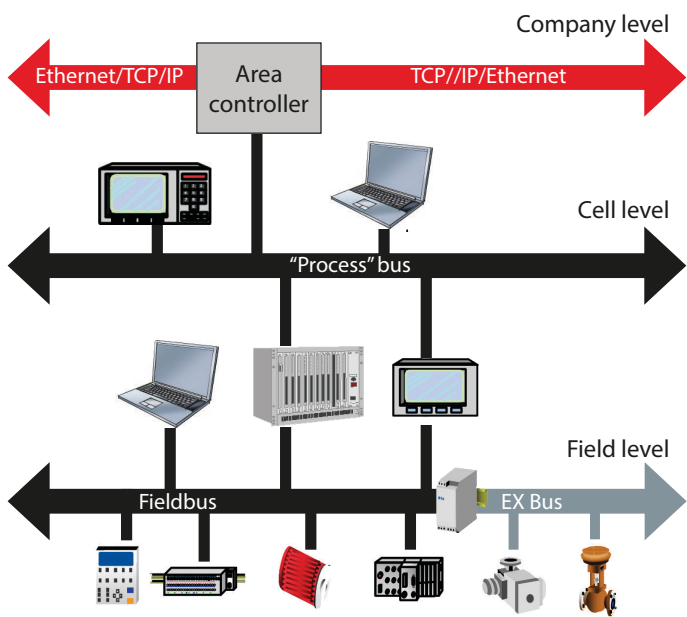 Company level
Ethernet/TCP/IP
Area
controller
TCP//IP/Ethernet
Cell level
“Process” bus
Field level
Fieldbus
EX Bus